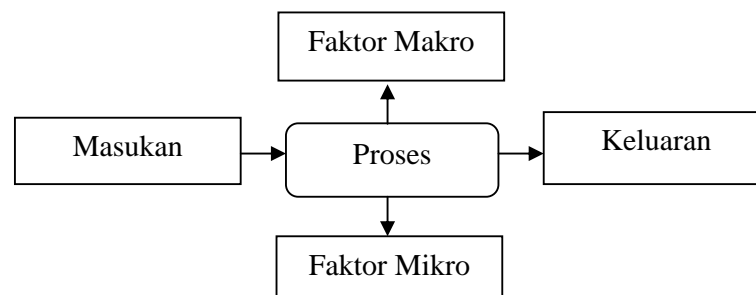 Faktor Makro
Masukan
Proses
Keluaran
Faktor Mikro